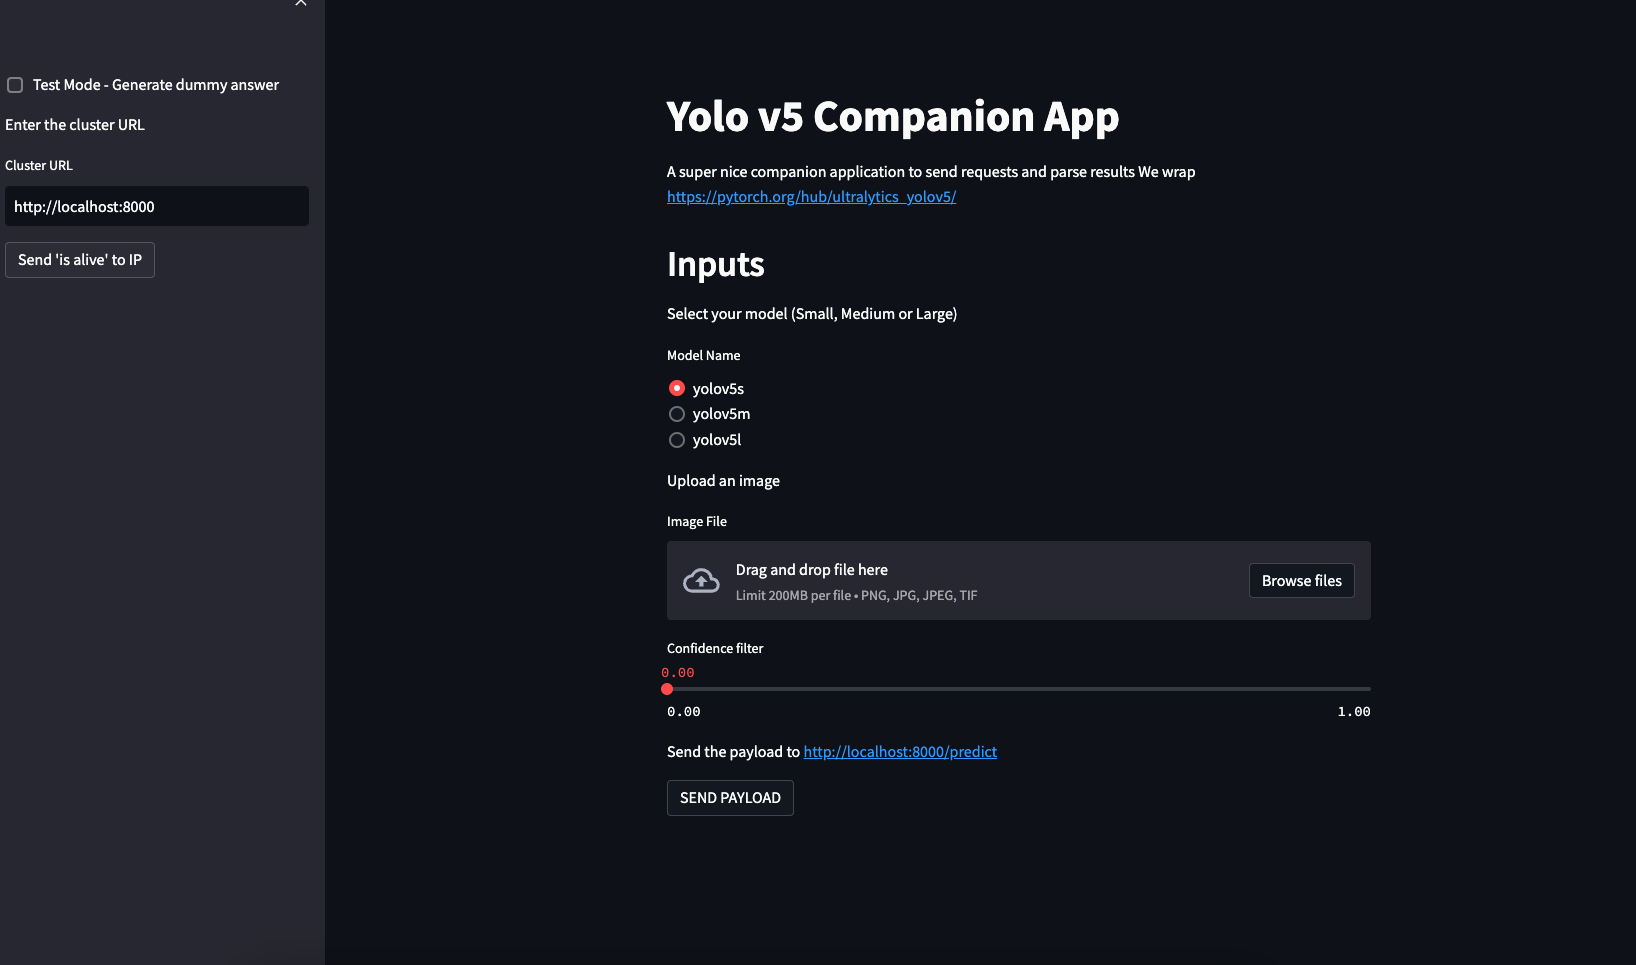 Test Mode - Generate dummy answer
Enter the cluster URL
Cluster URL
http://localhost:8000
Send 'is alive' to IP
Yolo v5 Companion App
A super nice companion application to send requests and parse results We wrap
https://pytorch.org/hub/ultralytics_yolov5/
Inputs
Select your model (Small, Medium or Large)
Model Name
yolov5s
yolov5m
yolov5l
Upload an image
Image File
Drag and drop file here
Limit 200MB per file • PNG, JPG, JPEG, TIF
Browse files
Confidence filter
0.00
0.00 1.00
Send the payload to http://localhost:8000/predict
SEND PAYLOAD